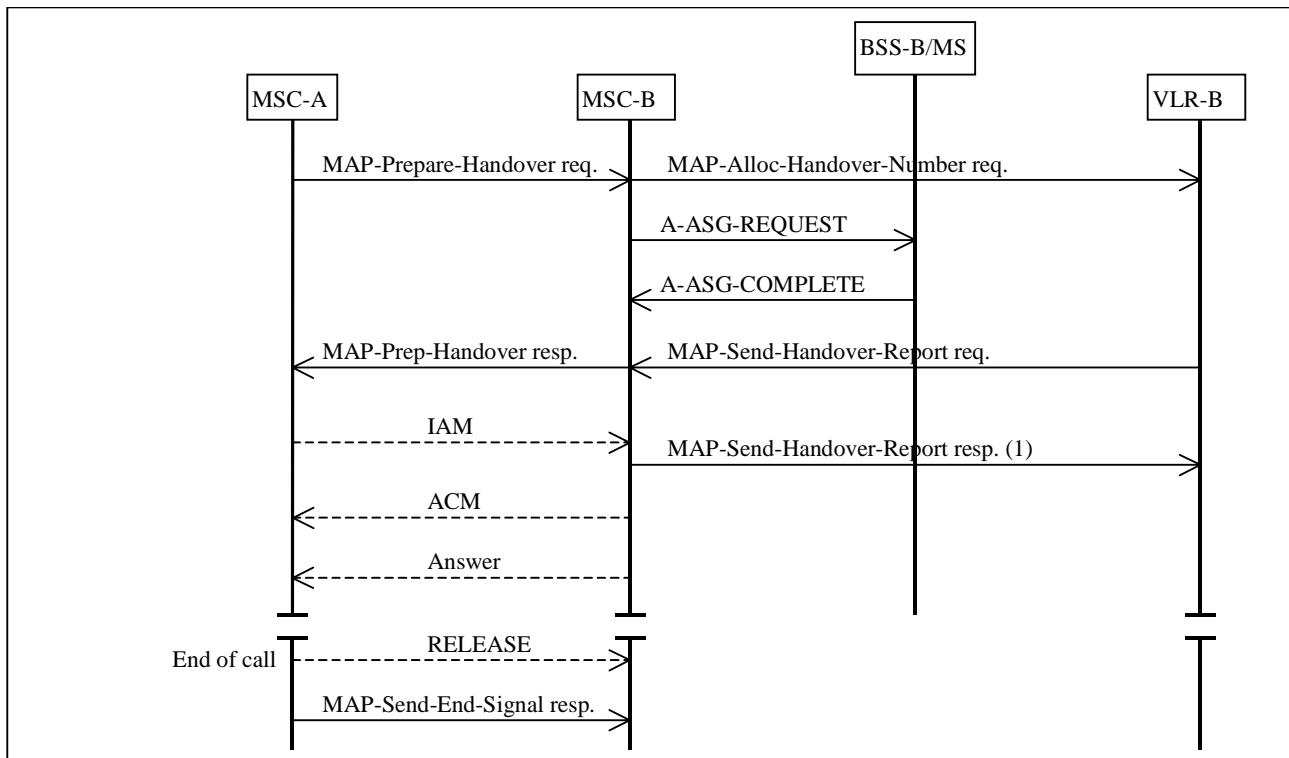 BSS-B/MS
MSC-A
MSC-B
VLR-B
MAP-Prepare-Handover req.
MAP-Alloc-Handover-Number req.
A-ASG-REQUEST
A-ASG-COMPLETE
MAP-Prep-Handover resp.
MAP-Send-Handover-Report req.
IAM
MAP-Send-Handover-Report resp. (1)
ACM
Answer
RELEASE
End of call
MAP-Send-End-Signal resp.